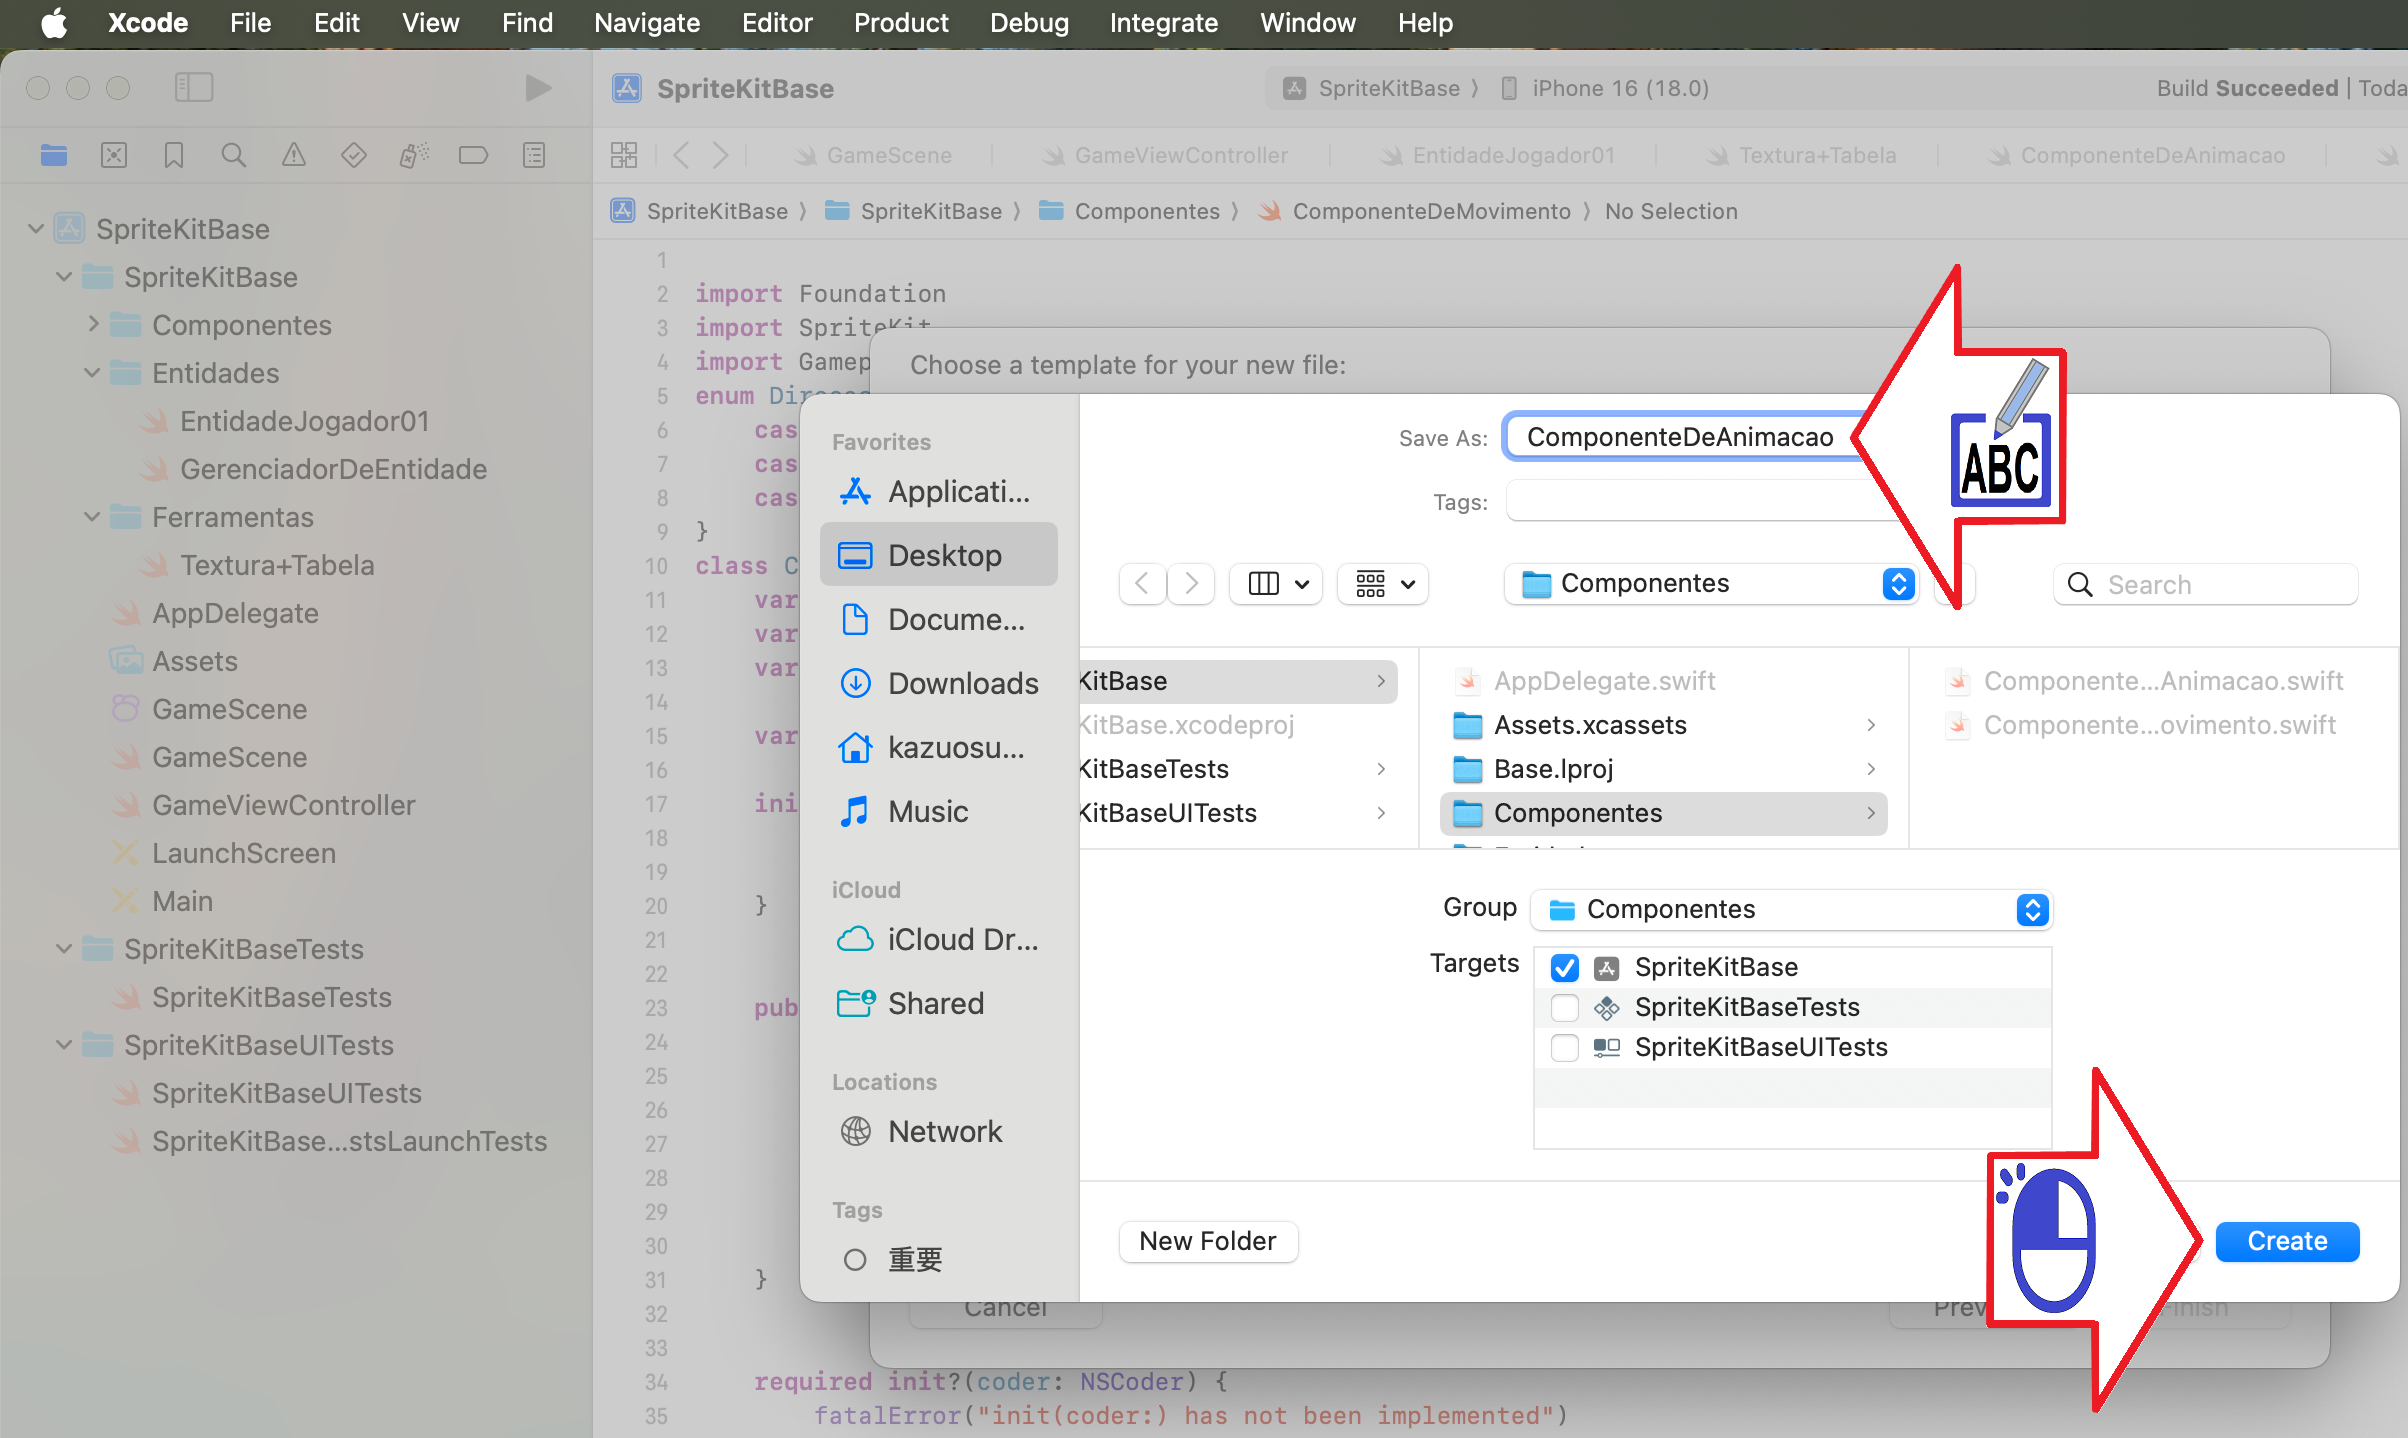 Xcode File Edit View Find Navigate Editor Product Debug Integrate Window Help
SpriteKitBase
SpriteKitBase 〉 iPhone 16 (18.0)
Build Succeeded | Toda
GameScene GameViewController EntidadeJogador01 Textura+Tabela ComponenteDeAnimacao
SpriteKitBase 〉 SpriteKitBase 〉 Componentes 〉 ComponenteDeMovimento 〉 No Selection
SpriteKitBase
SpriteKitBase
Componentes
Entidades
EntidadeJogador01
GerenciadorDeEntidade
Ferramentas
Textura+Tabela
AppDelegate
Assets
GameScene
GameScene
GameViewController
LaunchScreen
Main
SpriteKitBaseTests
SpriteKitBaseTests
SpriteKitBaseUITests
SpriteKitBaseUITests
SpriteKitBase...stsLaunchTests
1
2 import Foundation
3 import SpriteKit
4 import Gamep
5 enum
6 cas
7 cas
8 cas
9 }
10 class C
11 var
12 var
13 var
14
15 var
16
17 ini
18
19
20 }
21
22
23 pub
24
25
26
27
28
29
30
31 }
32
33
34 required init?(coder: NSCoder) {
35 fatalError("init(coder:) has not been implemented")
Choose a template for your new file:
Favorites
Applicati...
Desktop
Docume...
Downloads
kazuosu...
Music
iCloud
iCloud Dr...
Shared
Locations
Network
Tags
重要
Save As: ComponenteDeAnimacao
ABC
Tags:
Componentes
Search
KitBase
KitBase.xcodeproj
KitBaseTests
KitBaseUITests
AppDelegate.swift
Assets.xcassets
Base.lproj
Componentes
Componente...Animacao.swift
Componente...ovimento.swift
Group Componentes
Targets SpriteKitBase
SpriteKitBaseTests
SpriteKitBaseUITests
New Folder
Create
Cancel
Prev
Finish